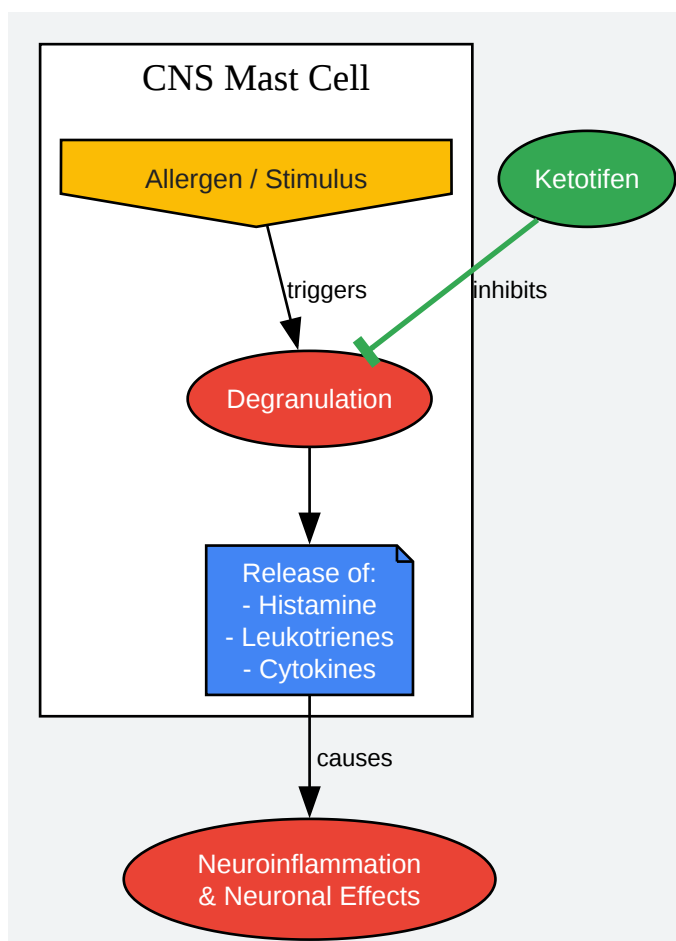 CNS Mast Cell
Allergen / Stimulus
Ketotifen
triggers
inhibits
Degranulation
Release of:
- Histamine
- Leukotrienes
- Cytokines
causes
Neuroinflammation
& Neuronal Effects